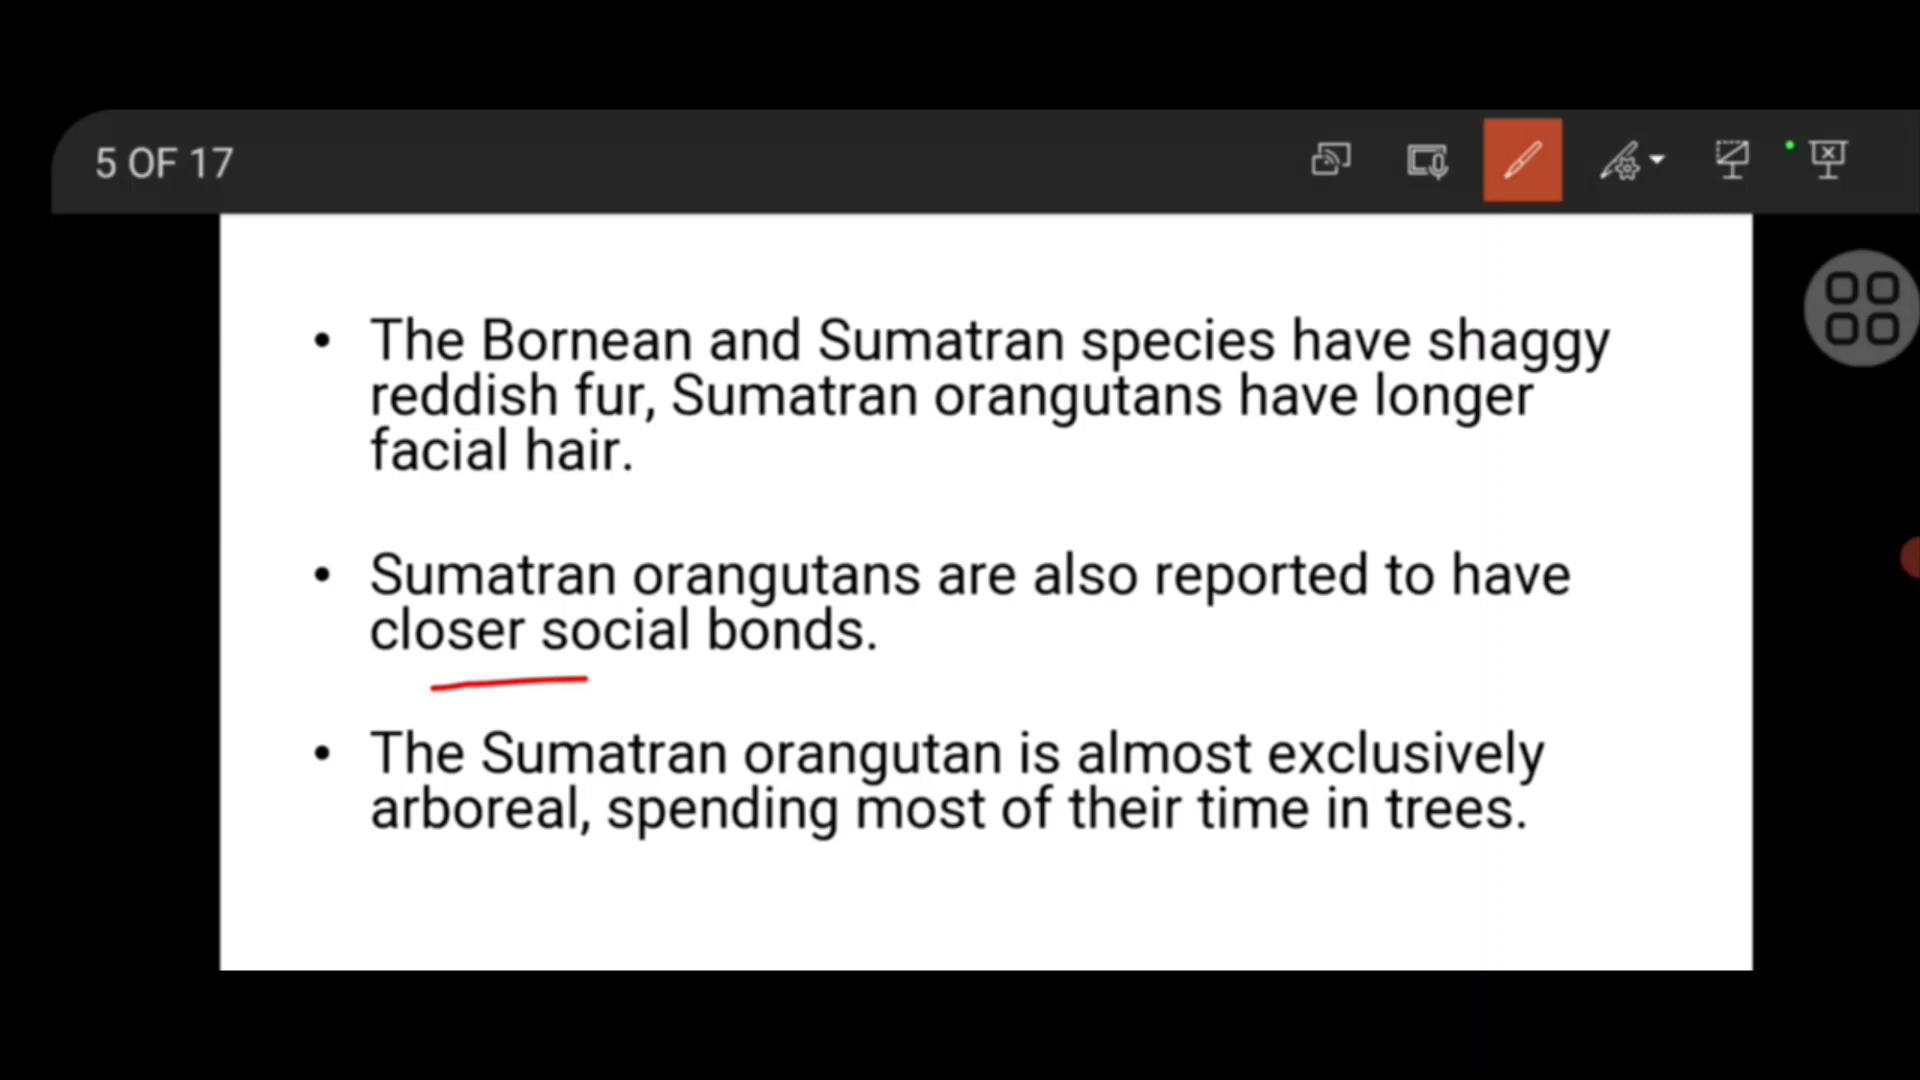 5 OF 17
• The Bornean and Sumatran species have shaggy
reddish fur, Sumatran orangutans have longer
facial hair.
• Sumatran orangutans are also reported to have
closer social bonds.
• The Sumatran orangutan is almost exclusively
arboreal, spending most of their time in trees.